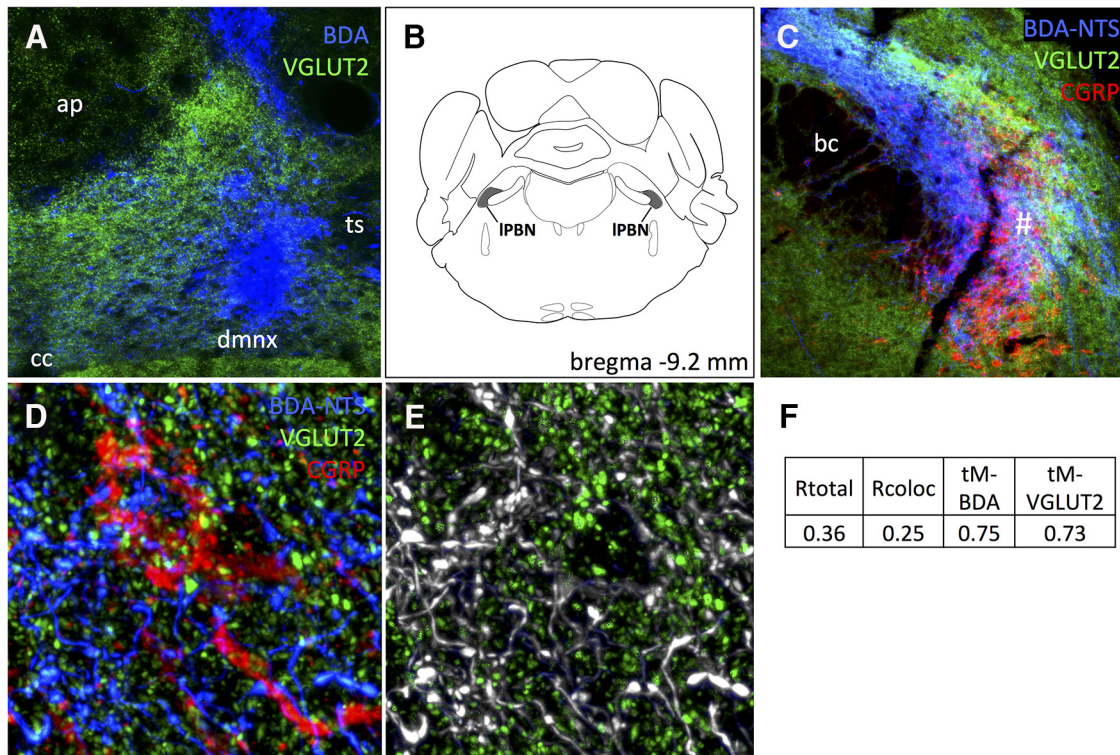 A
BDA
VGLUT2
ap
ts
dmnx
cc
B
lPBN
lPBN
bregma -9.2 mm
C
BDA-NTS
VGLUT2
CGRP
bc
#
D
BDA-NTS
VGLUT2
CGRP
E
F
Rtotal Rcoloc tM-BDA tM-VGLUT2
0.36 0.25 0.75 0.73